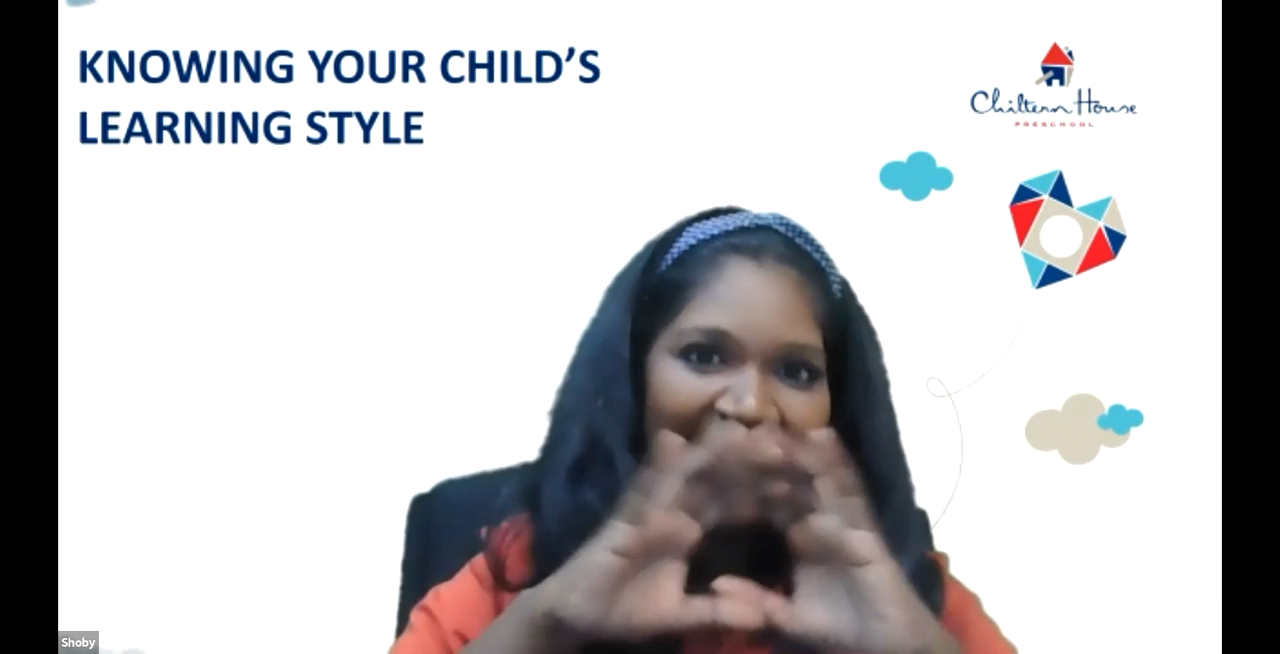 KNOWING YOUR CHILD’S
LEARNING STYLE
Chiltern House
PRESCHOOL
Shoby